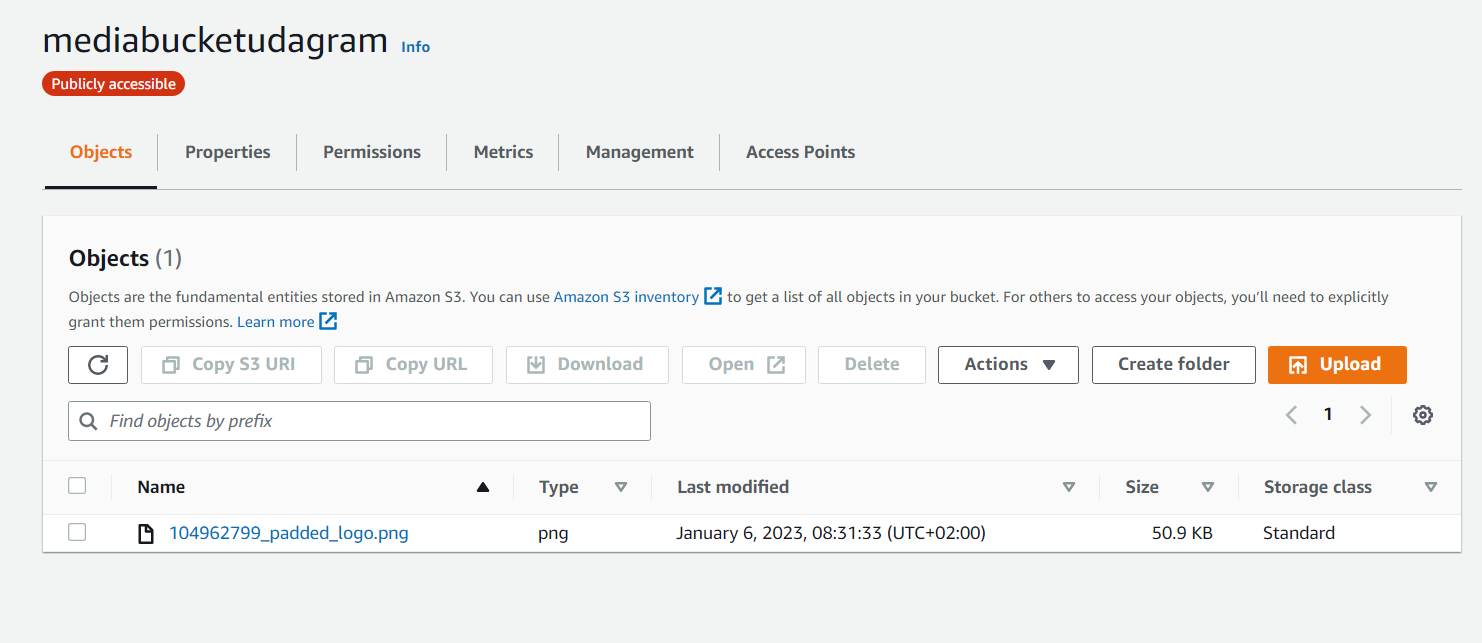 mediabucketudagram Info
Publicly accessible
Objects Properties Permissions Metrics Management Access Points
Objects (1)
Objects are the fundamental entities stored in Amazon S3. You can use Amazon S3 inventory to get a list of all objects in your bucket. For others to access your objects, you’ll need to explicitly
grant them permissions. Learn more
Copy S3 URI Copy URL Download Open Delete Actions Create folder Upload
Find objects by prefix 1
Name Type Last modified Size Storage class
104962799_padded_logo.png png January 6, 2023, 08:31:33 (UTC+02:00) 50.9 KB Standard